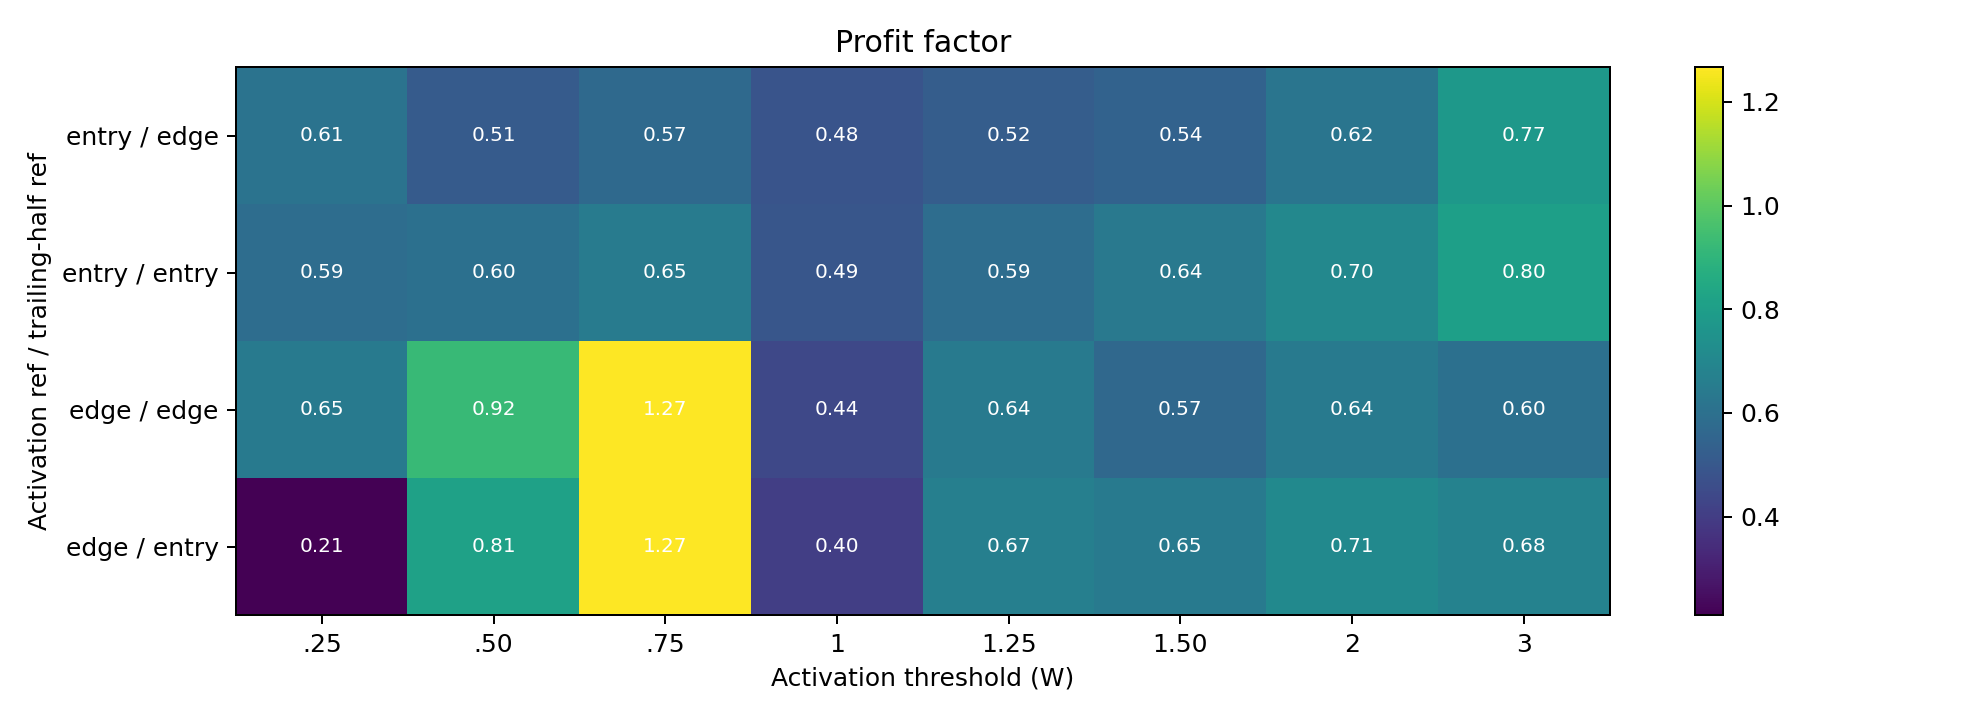 Profit factor
Activation ref / trailing-half ref
entry / edge 0.61 0.51 0.57 0.48 0.52 0.54 0.62 0.77
entry / entry 0.59 0.60 0.65 0.49 0.59 0.64 0.70 0.80
edge / edge 0.65 0.92 1.27 0.44 0.64 0.57 0.64 0.60
edge / entry 0.21 0.81 1.27 0.40 0.67 0.65 0.71 0.68
.25 .50 .75 1 1.25 1.50 2 3
Activation threshold (W)
1.2
1.0
0.8
0.6
0.4